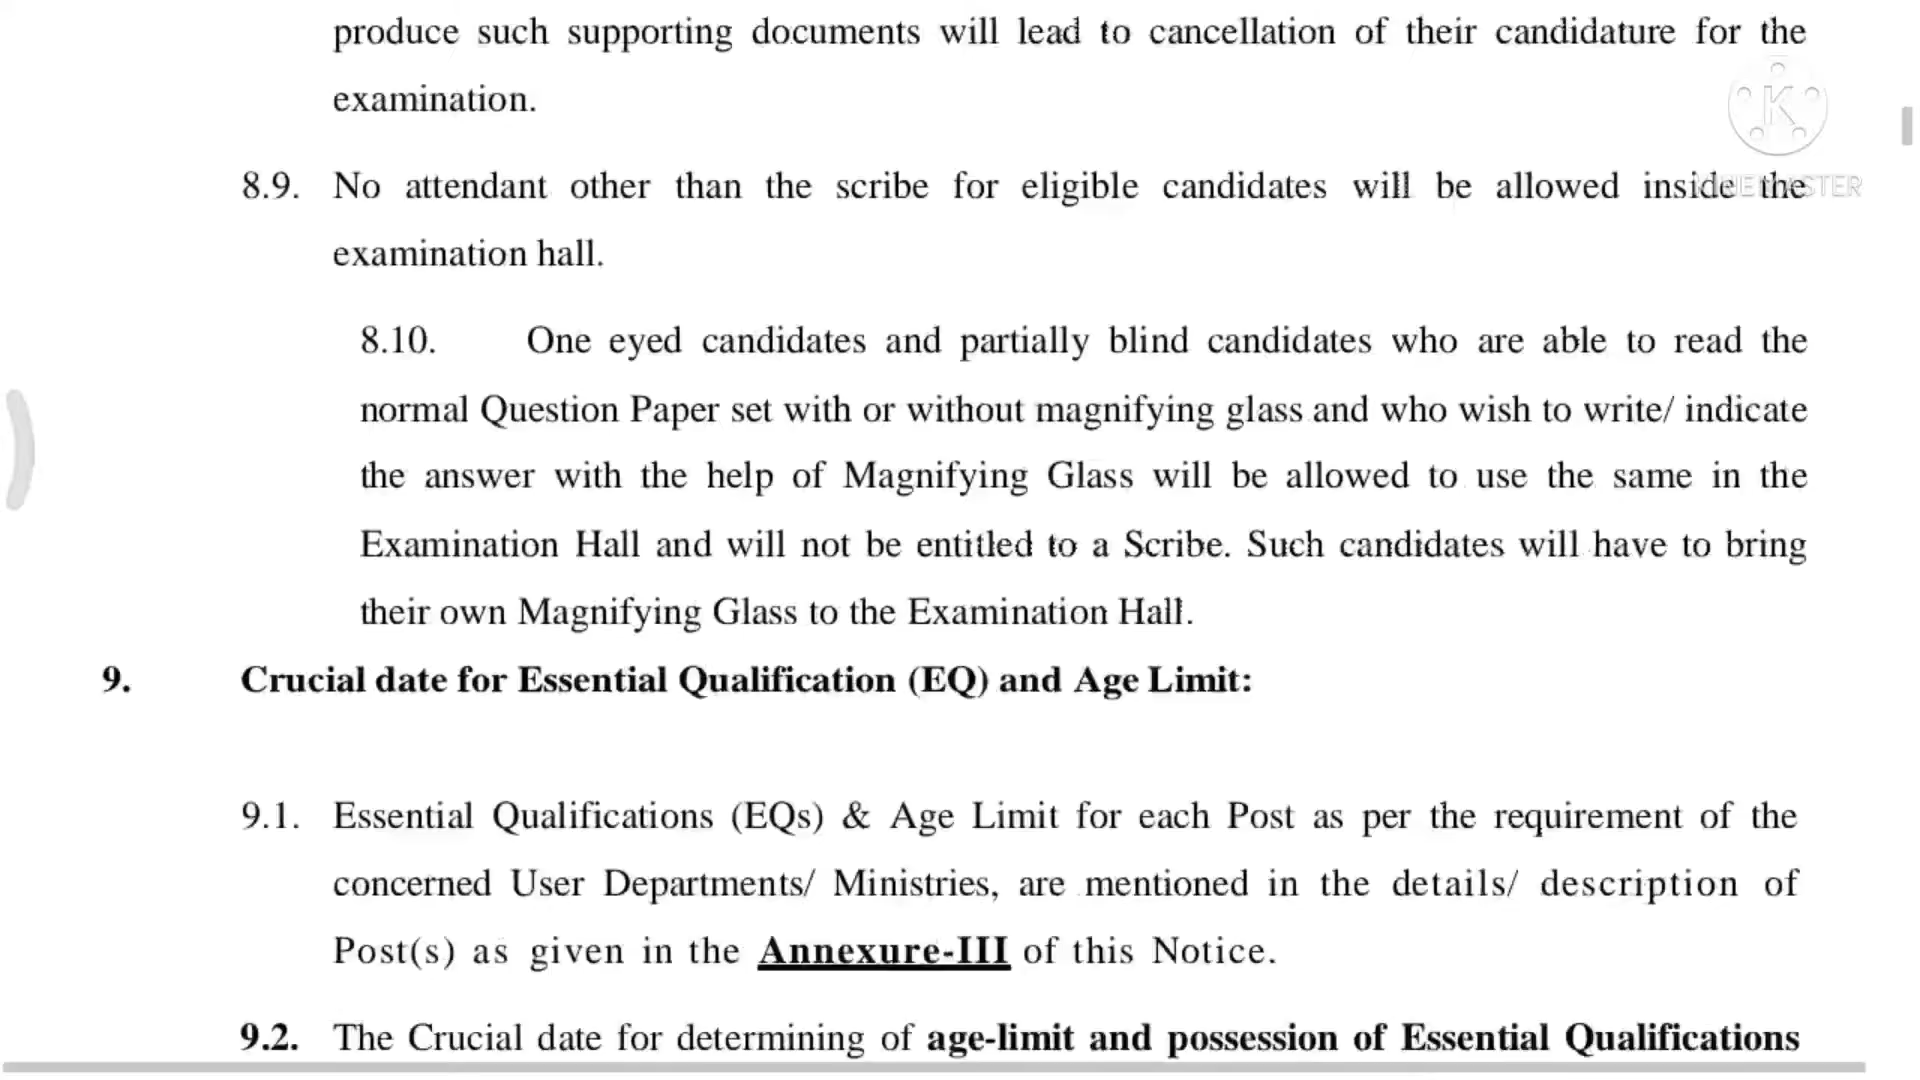 produce such supporting documents will lead to cancellation of their candidature for the
examination.
8.9. No attendant other than the scribe for eligible candidates will be allowed inside the
examination hall.
8.10. One eyed candidates and partially blind candidates who are able to read the
normal Question Paper set with or without magnifying glass and who wish to write/ indicate
the answer with the help of Magnifying Glass will be allowed to use the same in the
Examination Hall and will not be entitled to a Scribe. Such candidates will have to bring
their own Magnifying Glass to the Examination Hall.
9. Crucial date for Essential Qualification (EQ) and Age Limit:
9.1. Essential Qualifications (EQs) & Age Limit for each Post as per the requirement of the
concerned User Departments/ Ministries, are mentioned in the details/ description of
Post(s) as given in the Annexure-III of this Notice.
9.2. The Crucial date for determining of age-limit and possession of Essential Qualifications
K
KINEMASTER